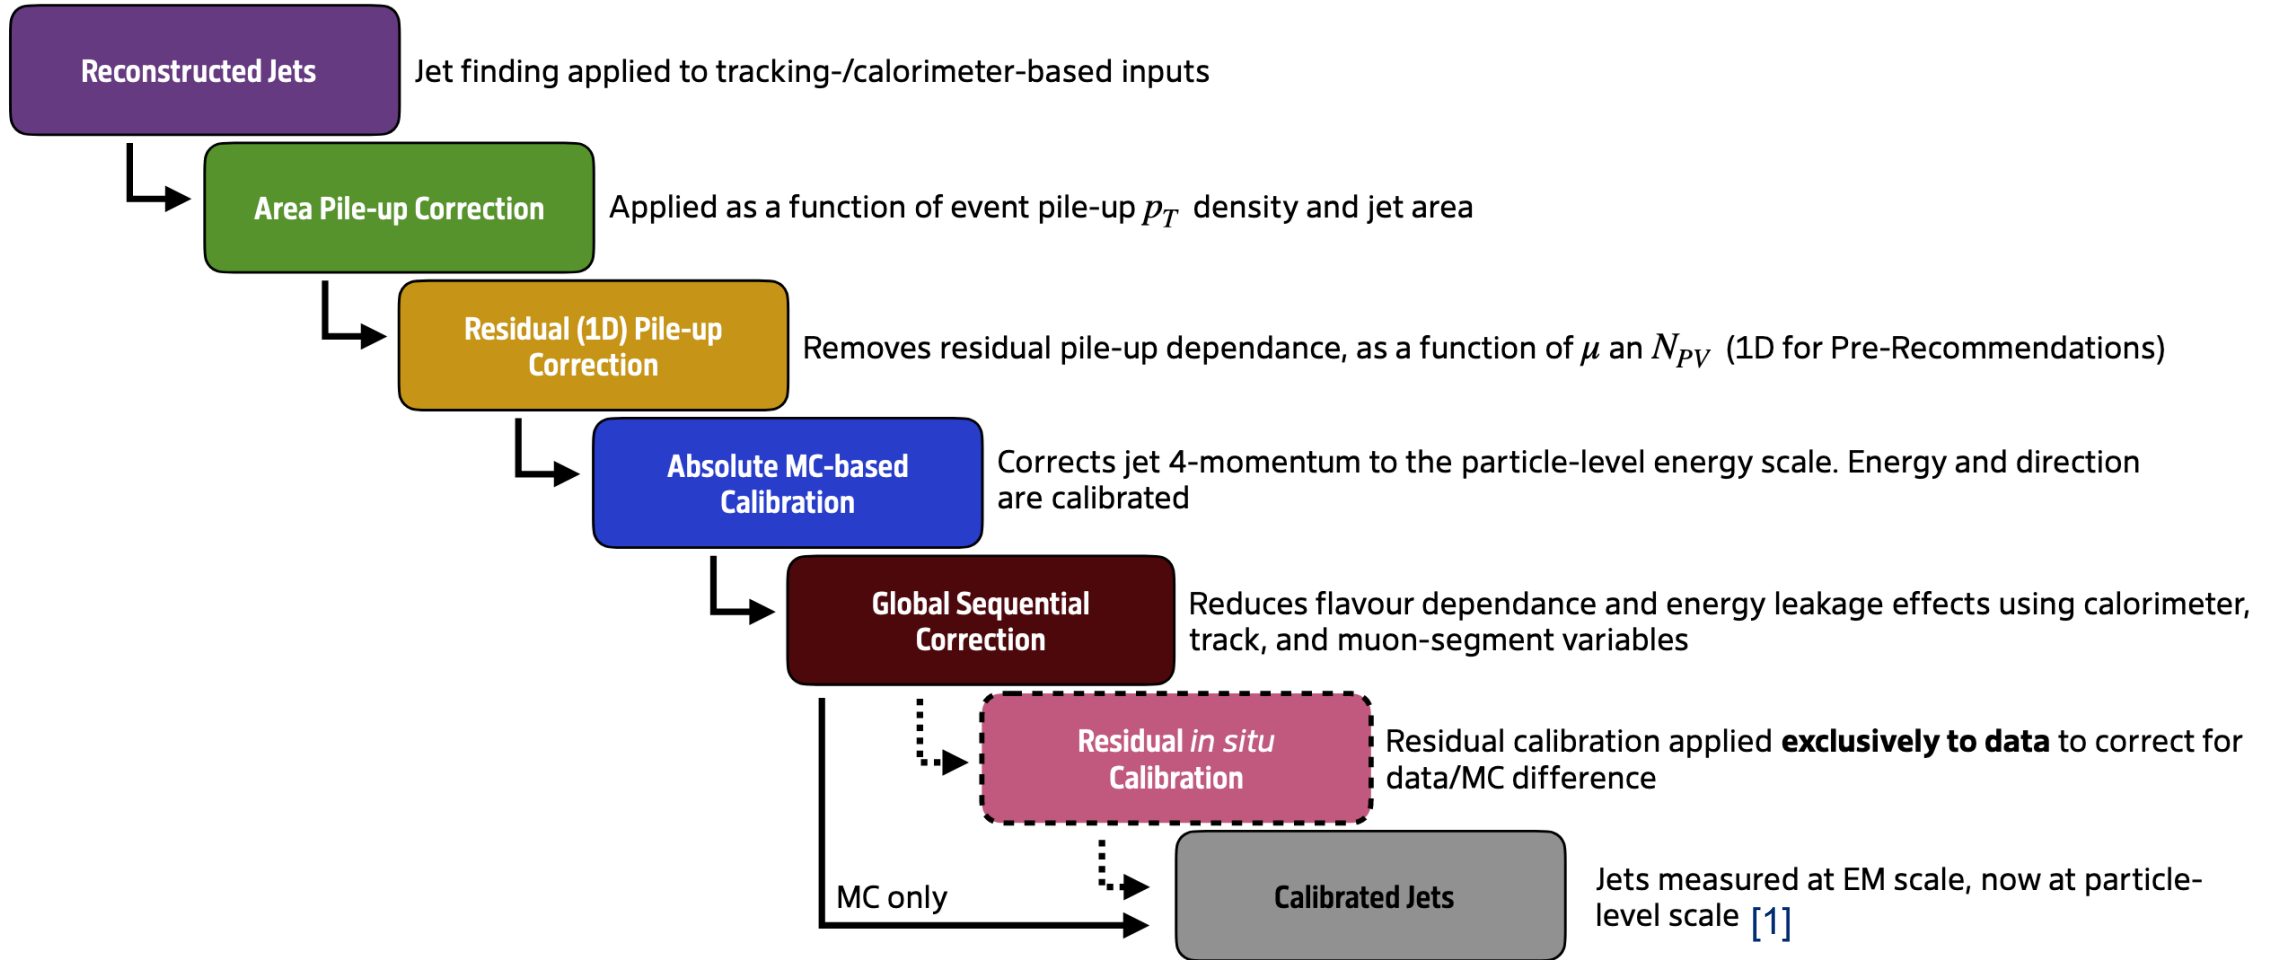 Reconstructed Jets
Jet finding applied to tracking-/calorimeter-based inputs
Area Pile-up Correction
Applied as a function of event pile-up p_T density and jet area
Residual (1D) Pile-up
Correction
Removes residual pile-up dependance, as a function of μ an N_PV (1D for Pre-Recommendations)
Absolute MC-based
Calibration
Corrects jet 4-momentum to the particle-level energy scale. Energy and direction
are calibrated
Global Sequential
Correction
Reduces flavour dependance and energy leakage effects using calorimeter,
track, and muon-segment variables
Residual in situ
Calibration
Residual calibration applied exclusively to data to correct for
data/MC difference
MC only
Calibrated Jets
Jets measured at EM scale, now at particle-
level scale [1]